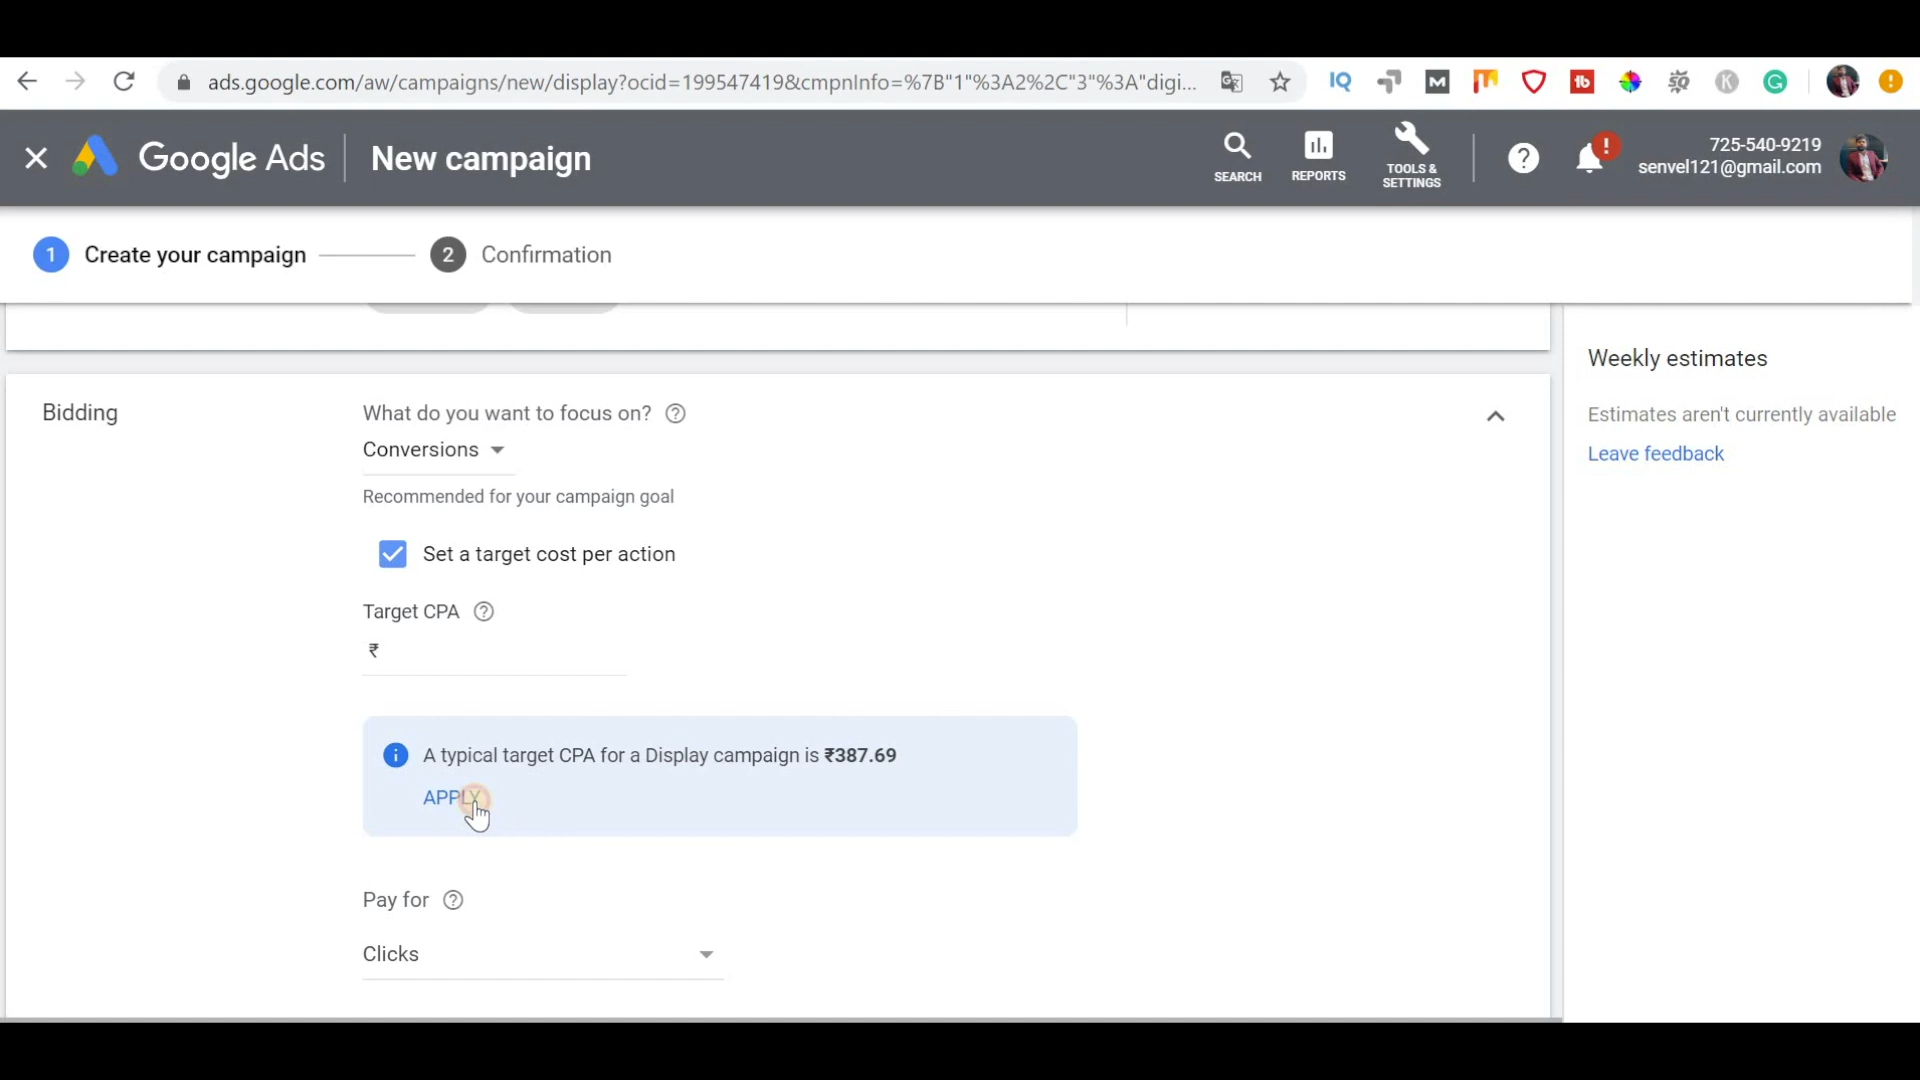 ads.google.com/aw/campaigns/new/display?ocid=199547419&cmpnInfo=%7B"1"%3A2%2C"3"%3A"digi...
Google Ads
New campaign
SEARCH
REPORTS
TOOLS &
SETTINGS
725-540-9219
senvel121@gmail.com
1 Create your campaign
2 Confirmation
Bidding
What do you want to focus on?
Conversions
Recommended for your campaign goal
Set a target cost per action
Target CPA
₹
A typical target CPA for a Display campaign is ₹387.69
APPLY
Pay for
Clicks
Weekly estimates
Estimates aren't currently available
Leave feedback